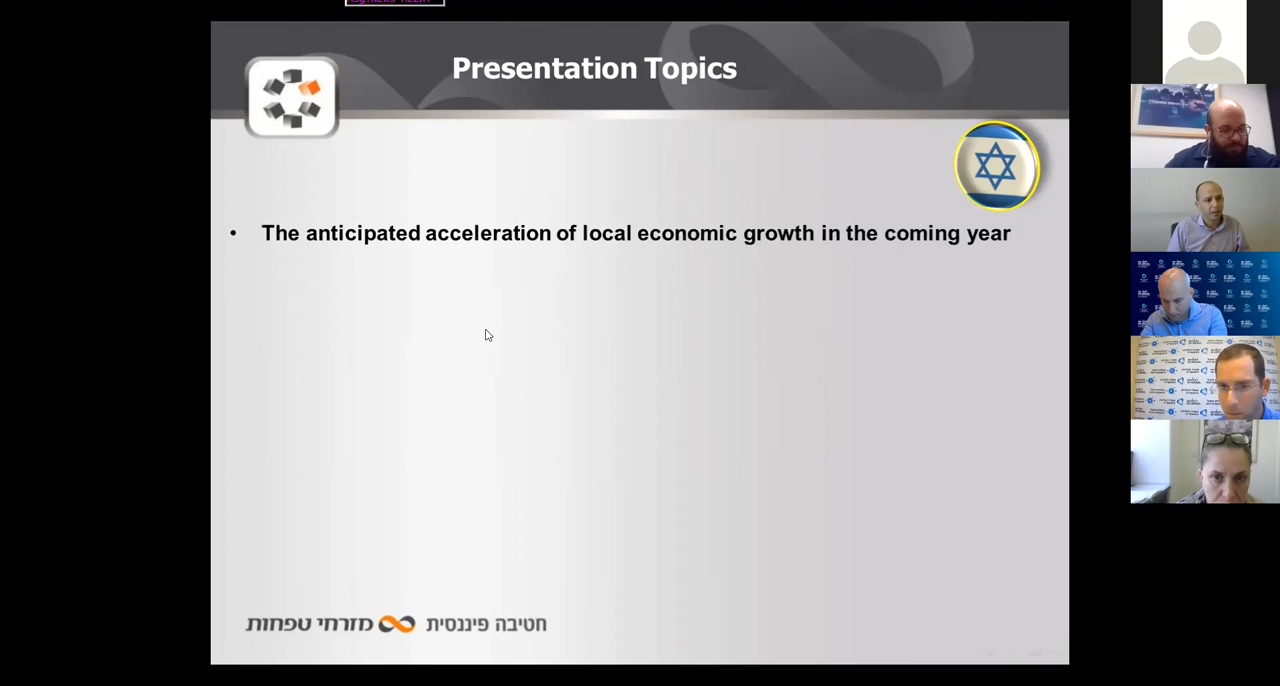 Presentation Topics
• The anticipated acceleration of local economic growth in the coming year
מזרחי טפחות חטיבה פיננסית